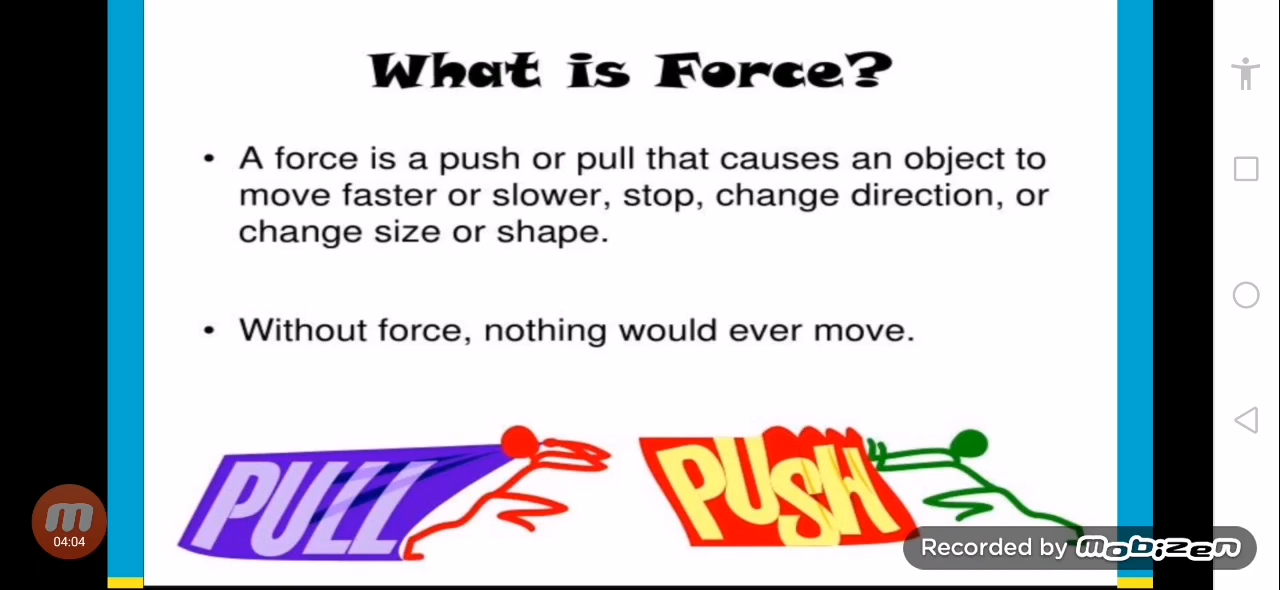 What is Force?
• A force is a push or pull that causes an object to
move faster or slower, stop, change direction, or
change size or shape.
• Without force, nothing would ever move.
PULL
PUSH
04:04
Recorded by Mobizen